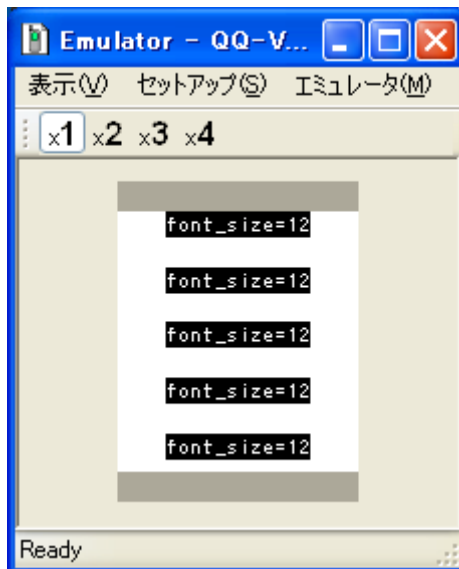 Emulator - QQ-V...
表示(V) セットアップ(S) エミュレータ(M)
x1 x2 x3 x4
font_size=12
font_size=12
font_size=12
font_size=12
font_size=12
Ready